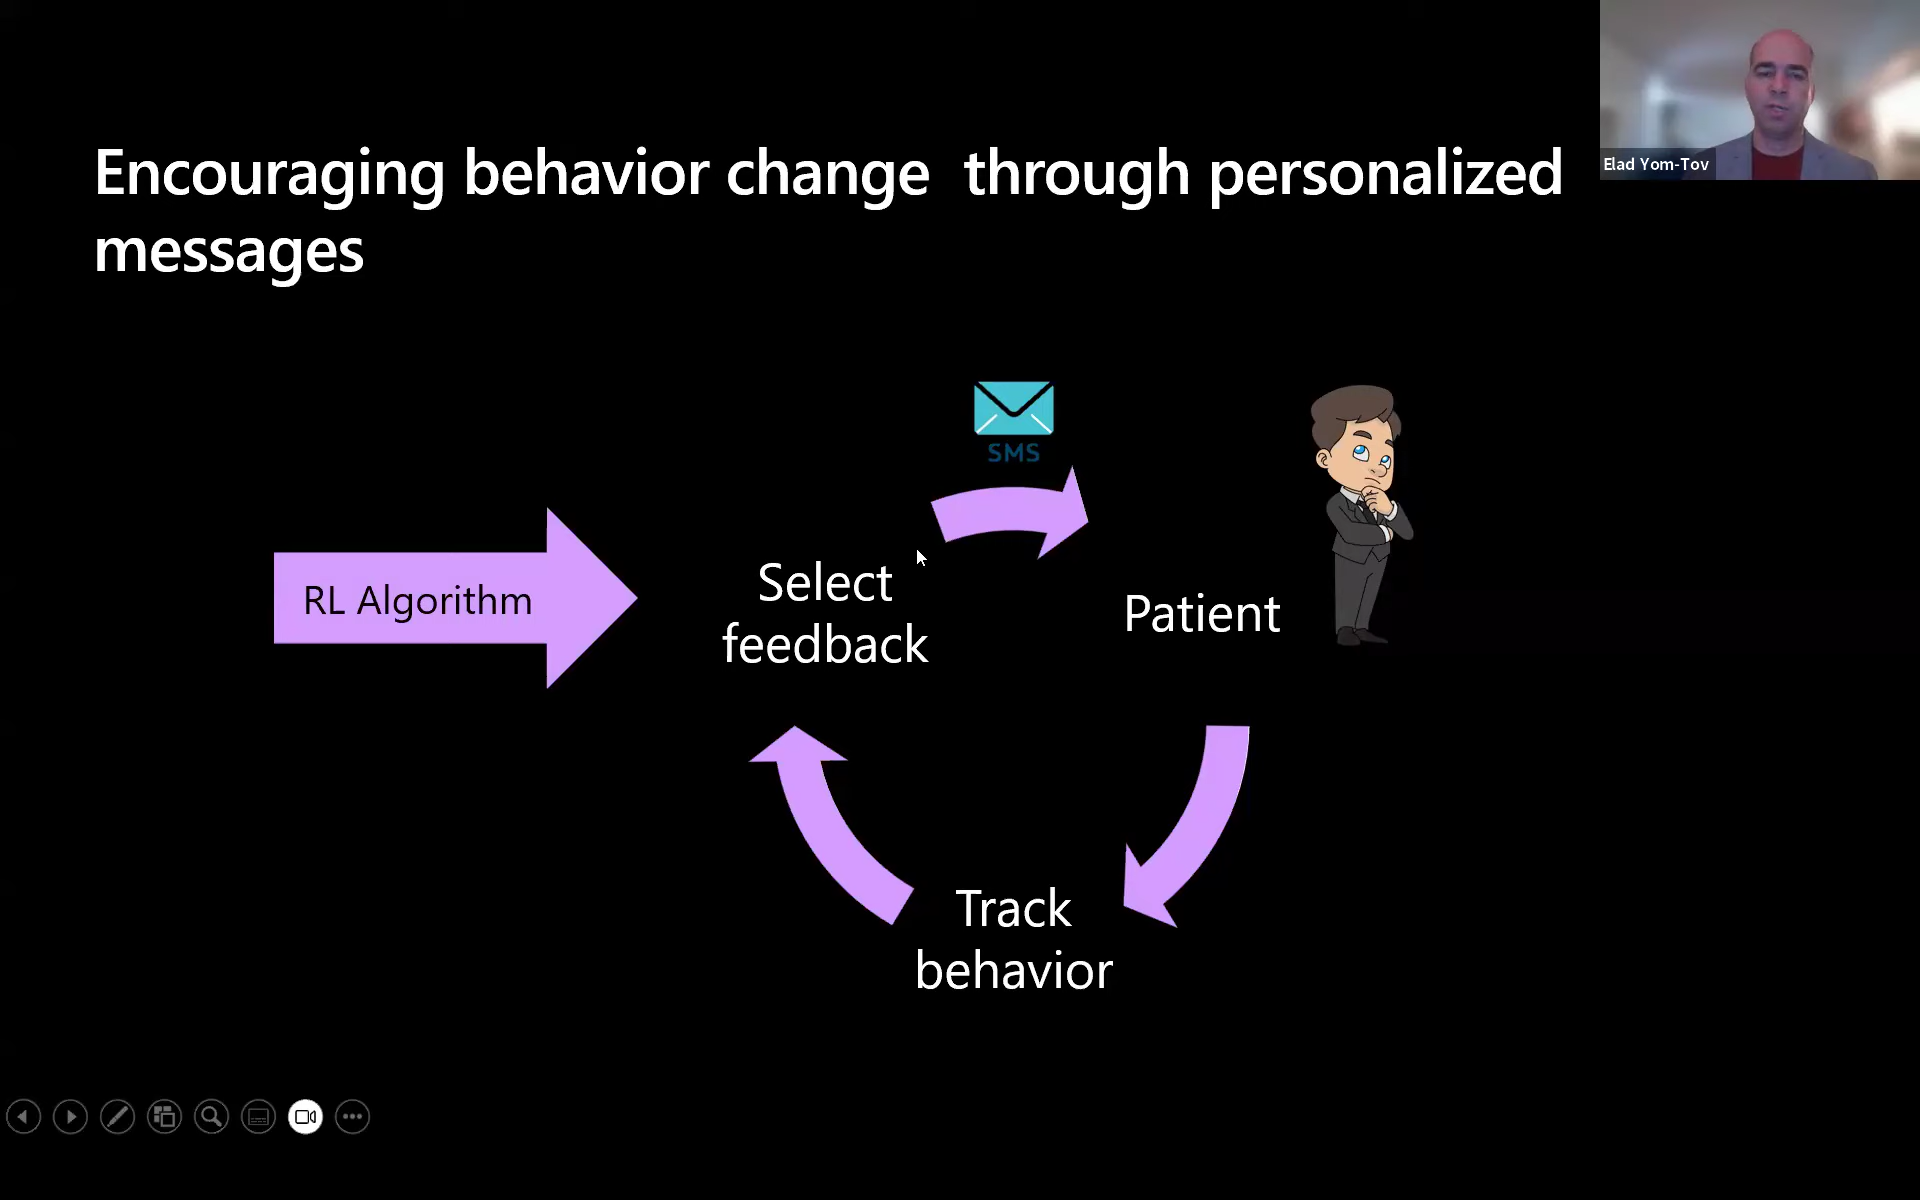 Elad Yom-Tov
Encouraging behavior change  through personalized
messages
SMS
RL Algorithm
Select
feedback
Patient
Track
behavior